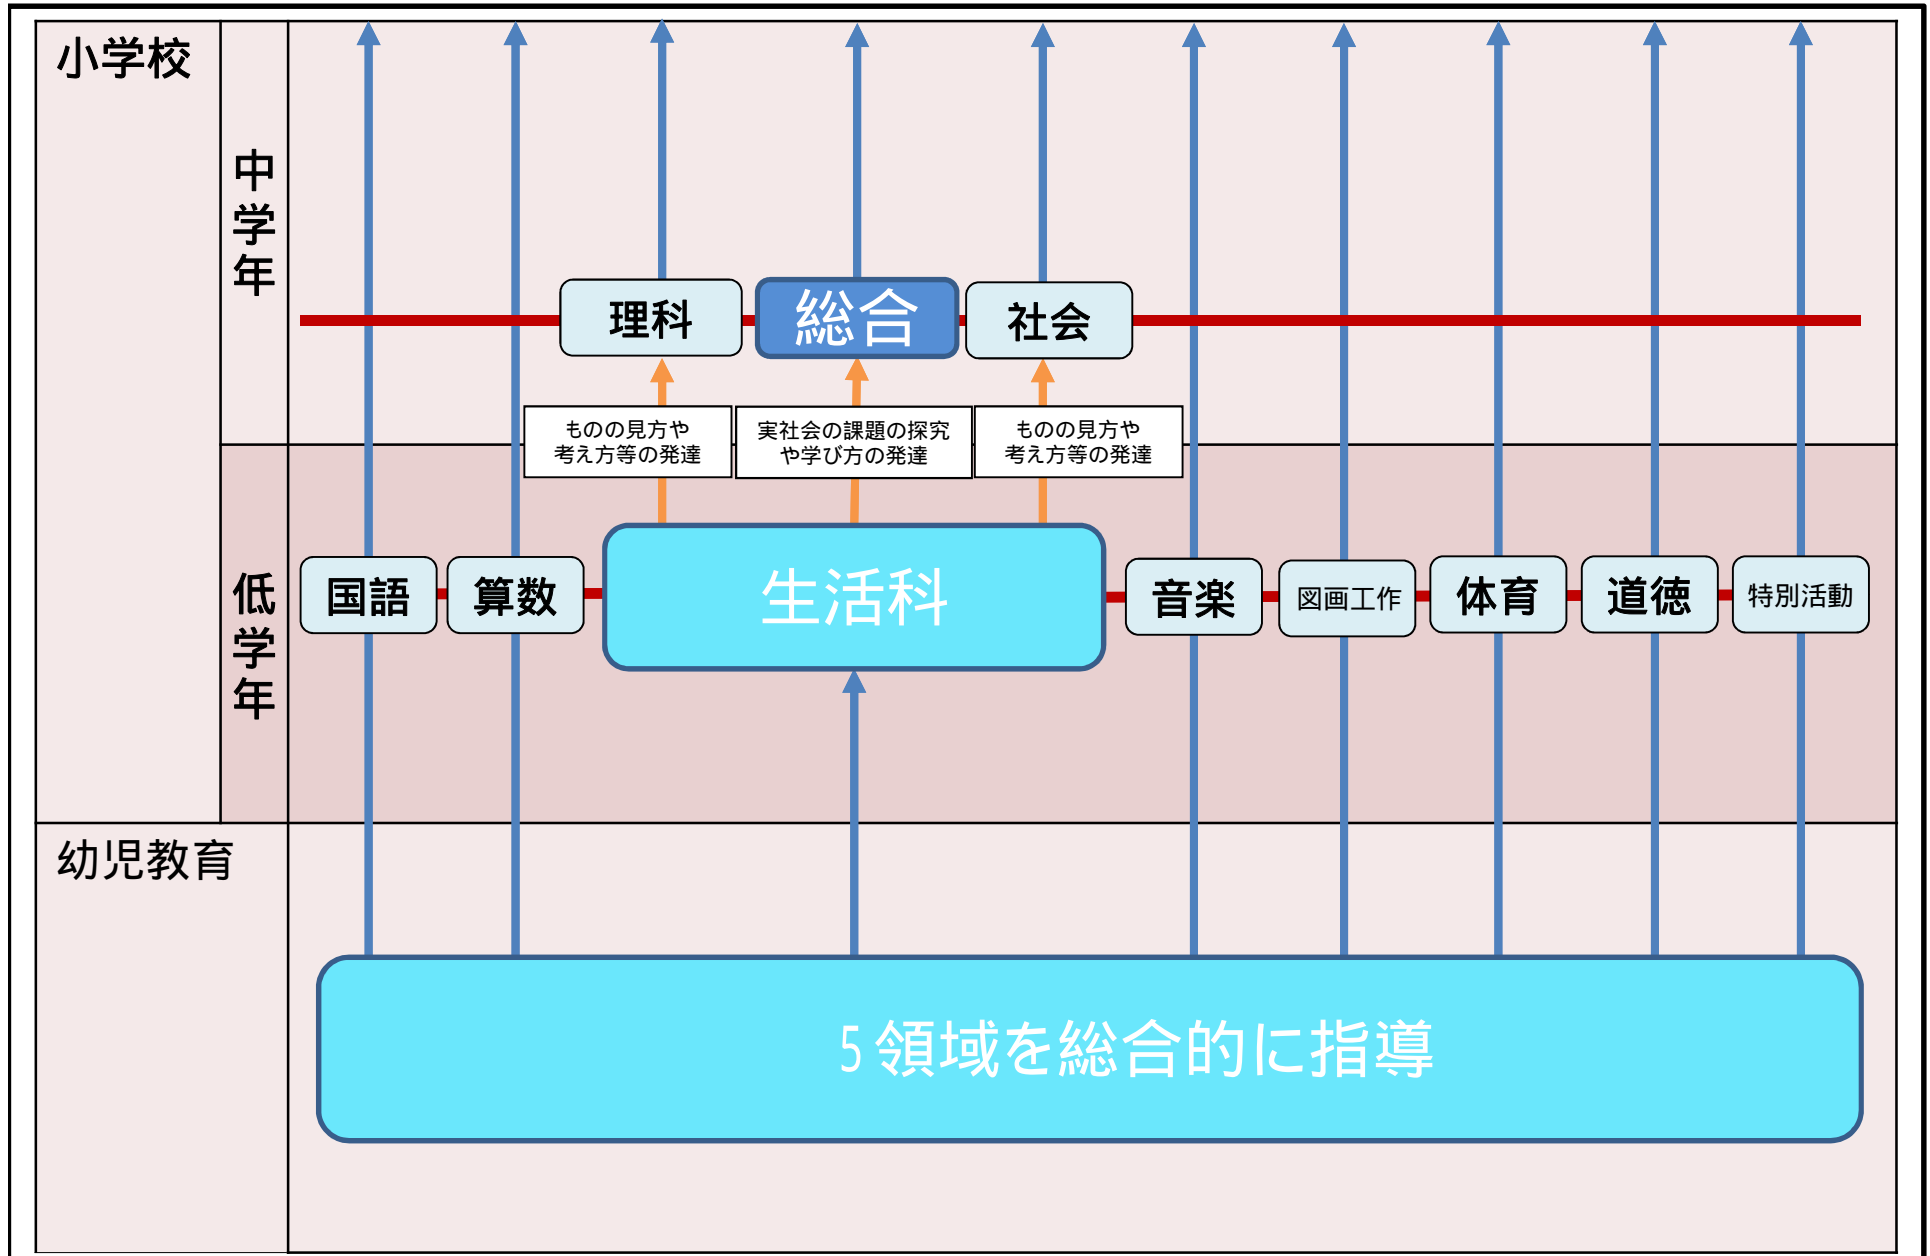 小学校
中学年
理科
総合
社会
ものの見方や
考え方等の発達
実社会の課題の探究
や学び方の発達
ものの見方や
考え方等の発達
低学年
国語
算数
生活科
音楽
図画工作
体育
道徳
特別活動
幼児教育
5領域を総合的に指導